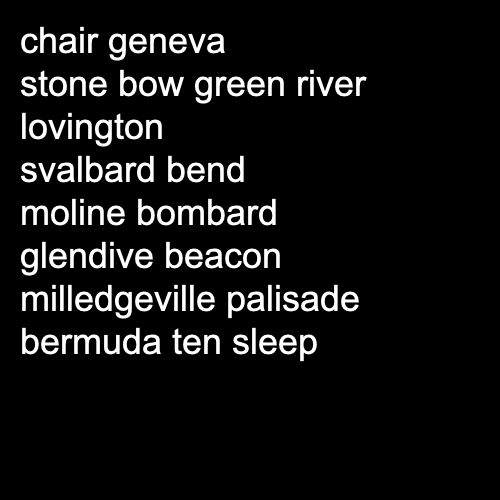 chair geneva
stone bow green river
lovington
svalbard bend
moline bombard
glendive beacon
milledgeville palisade
bermuda ten sleep